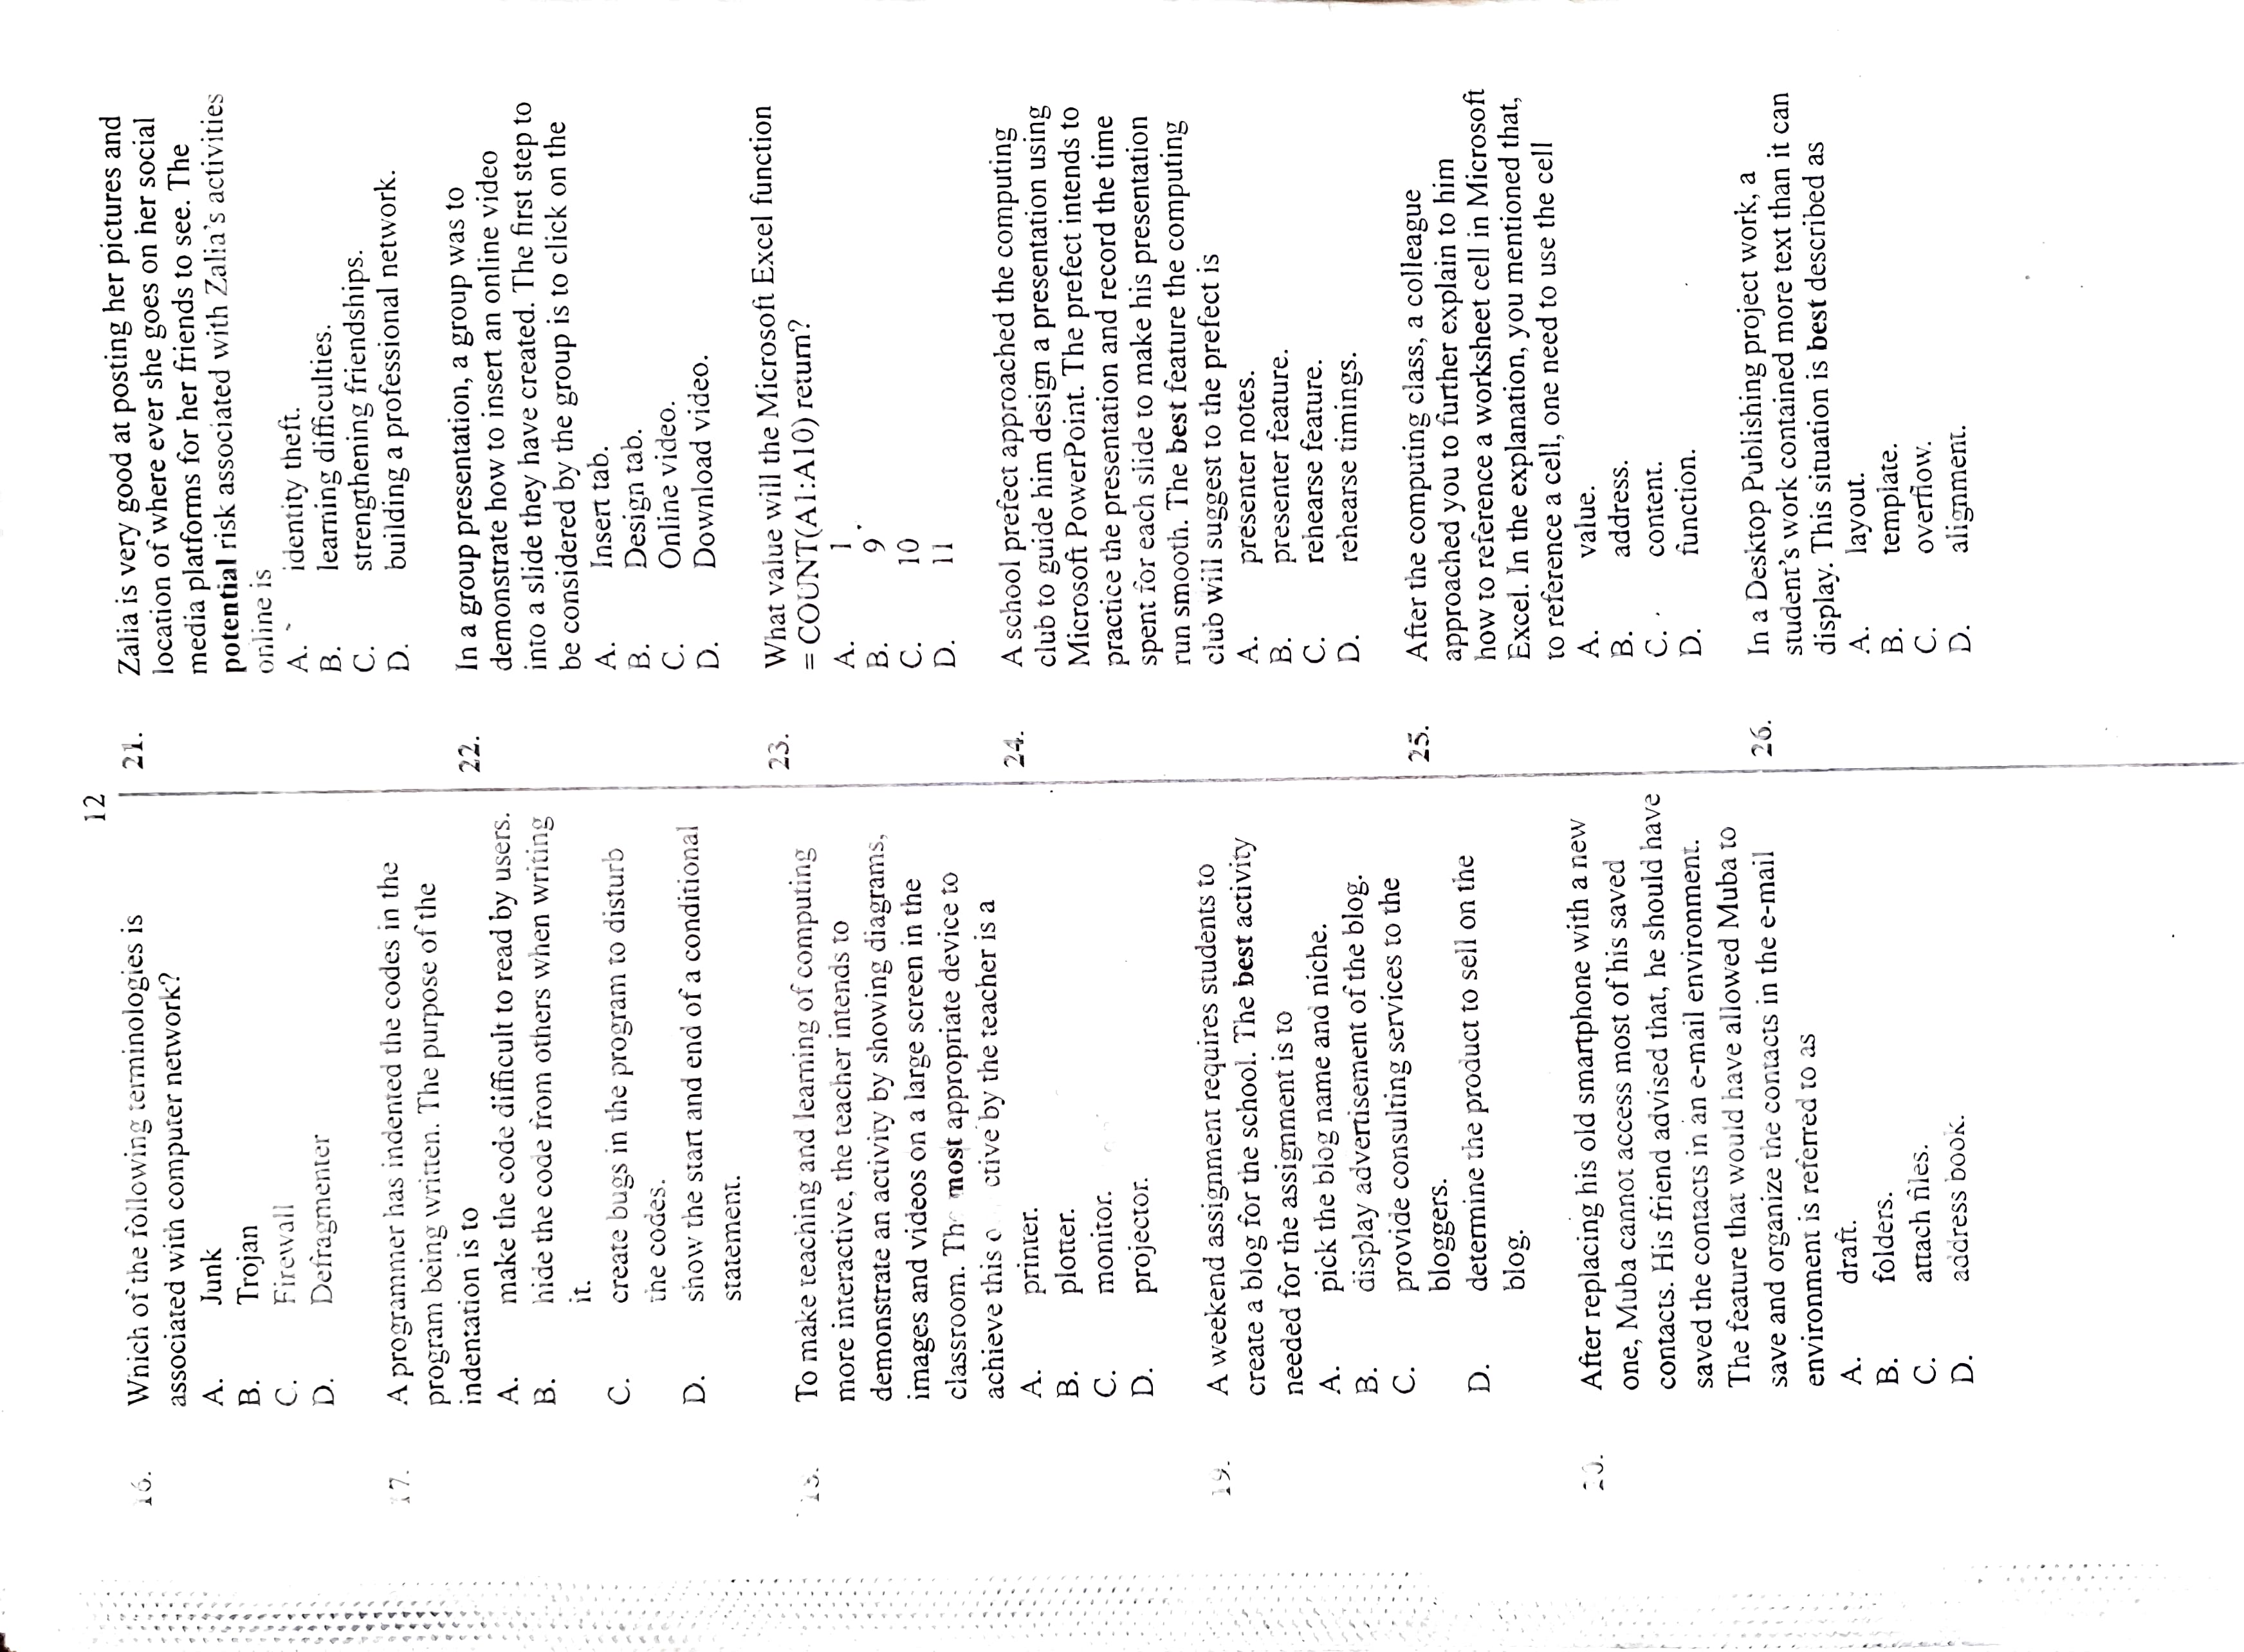 12
16. Which of the following terminologies is
associated with computer network?
A. Junk
B. Trojan
C. Firewall
D. Defragmenter
17. A programmer has indented the codes in the
program being written. The purpose of the
indentation is to
A. make the code difficult to read by users.
B. hide the code from others when writing
it.
C. create bugs in the program to disturb
the codes.
D. show the start and end of a conditional
statement.
18. To make teaching and learning of computing
more interactive, the teacher intends to
demonstrate an activity by showing diagrams,
images and videos on a large screen in the
classroom. The most appropriate device to
achieve this by the teacher is a
A. printer.
B. plotter.
C. monitor.
D. projector.
19. A weekend assignment requires students to
create a blog for the school. The best activity
needed for the assignment is to
A. pick the blog name and niche.
B. display advertisement of the blog.
C. provide consulting services to the
bloggers.
D. determine the product to sell on the
blog.
20. After replacing his old smartphone with a new
one, Muba cannot access most of his saved
contacts. His friend advised that, he should have
saved the contacts in an e-mail environment.
The feature that would have allowed Muba to
save and organize the contacts in the e-mail
environment is referred to as
A. draft.
B. folders.
C. attach files.
D. address book.
21. Zalia is very good at posting her pictures and
location of where ever she goes on her social
media platforms for her friends to see. The
potential risk associated with Zalia's activities
online is
A. identity theft.
B. learning difficulties.
C. strengthening friendships.
D. building a professional network.
22. In a group presentation, a group was to
demonstrate how to insert an online video
into a slide they have created. The first step to
be considered by the group is to click on the
A. Insert tab.
B. Design tab.
C. Online video.
D. Download video.
23. What value will the Microsoft Excel function
= COUNT(A1:A10) return?
A. 1
B. 9
C. 10
D. 11
24. A school prefect approached the computing
club to guide him design a presentation using
Microsoft PowerPoint. The prefect intends to
practice the presentation and record the time
spent for each slide to make his presentation
run smooth. The best feature the computing
club will suggest to the prefect is
A. presenter notes.
B. presenter feature.
C. rehearse feature.
D. rehearse timings.
25. After the computing class, a colleague
approached you to further explain to him
how to reference a worksheet cell in Microsoft
Excel. In the explanation, you mentioned that,
to reference a cell, one need to use the cell
A. value.
B. address.
C. content.
D. function.
26. In a Desktop Publishing project work, a
student's work contained more text than it can
display. This situation is best described as
A. layout.
B. template.
C. overflow.
D. alignment.